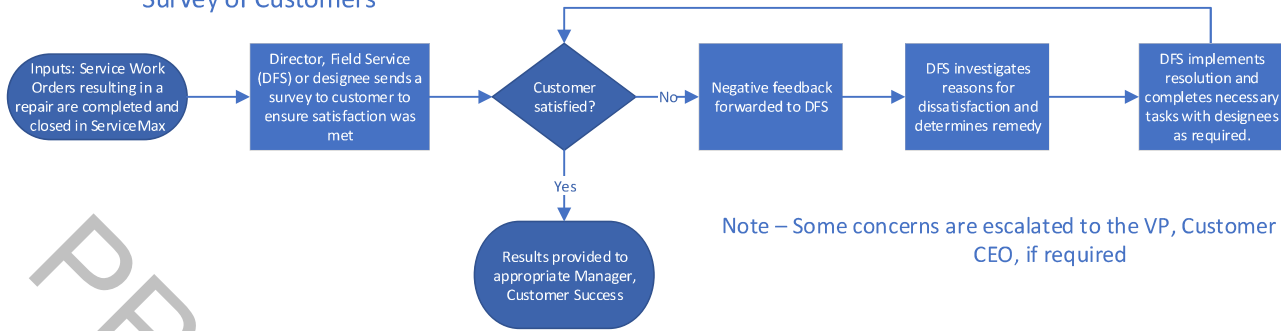 Survey of Customers
Inputs: Service Work
Orders resulting in a
repair are completed and
closed in ServiceMax
Director, Field Service
(DFS) or designee sends a
survey to customer to
ensure satisfaction was
met
Customer
satisfied?
No
Negative feedback
forwarded to DFS
DFS investigates
reasons for
dissatisfaction and
determines remedy
DFS implements
resolution and
completes necessary
tasks with designees
as required.
Yes
Results provided to
appropriate Manager,
Customer Success
Note – Some concerns are escalated to the VP, Customer
CEO, if required